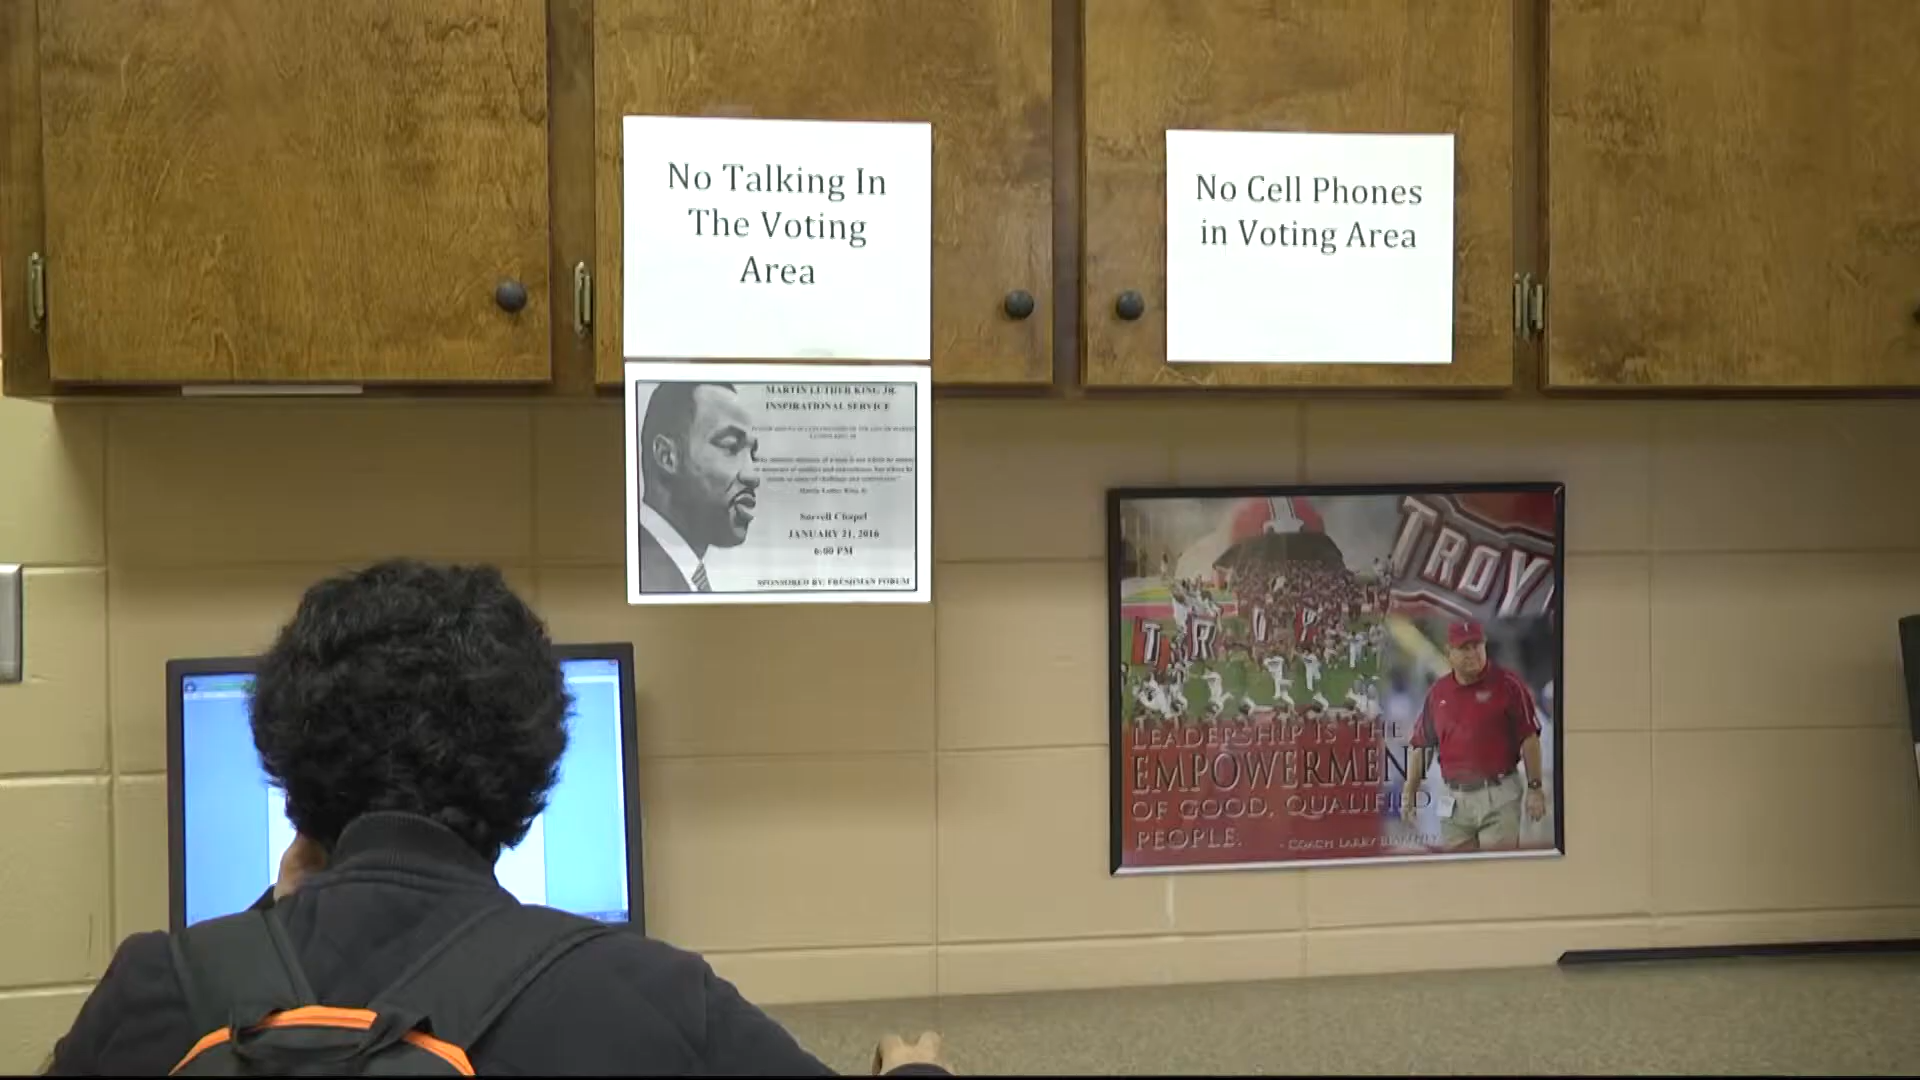 No Talking In
The Voting
Area
No Cell Phones
in Voting Area
MARTIN LUTHER KING JR.
INSPIRATIONAL SERVICE
Martin Luther King Jr.
Sorrell Chapel
JANUARY 21, 2016
6:00 PM
SPONSORED BY: FRESHMAN FORUM
TROY
TROY
LEADERSHIP IS THE
EMPOWERMENT
OF GOOD, QUALIFIED
PEOPLE.
- COACH LARRY